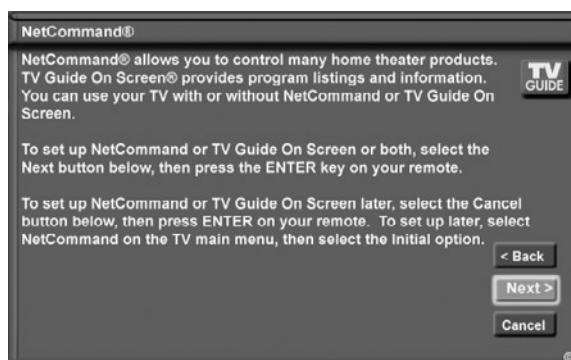 NetCommand®
NetCommand® allows you to control many home theater products.
TV Guide On Screen® provides program listings and information.
You can use your TV with or without NetCommand or TV Guide On
Screen.
TV
GUIDE
To set up NetCommand or TV Guide On Screen or both, select the
Next button below, then press the ENTER key on your remote.
To set up NetCommand or TV Guide On Screen later, select the Cancel
button below, then press ENTER on your remote. To set up later, select
NetCommand on the TV main menu, then select the Initial option.
< Back
Next >
Cancel